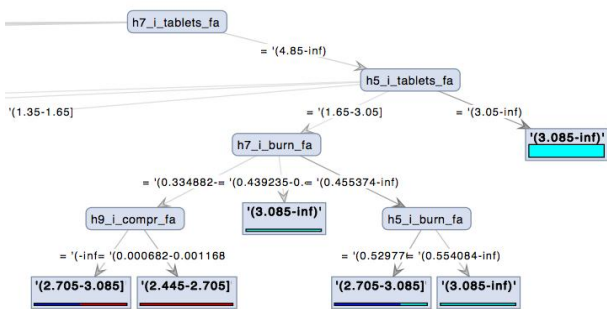 h7_i_tablets_fa
= '(4.85-inf)
h5_i_tablets_fa
'(1.35-1.65]
= '(1.65-3.05]
= '(3.05-inf)
h7_i_burn_fa
'(3.085-inf)'
= '(0.334882-
= '(0.439235-0.
= '(0.455374-inf)
h9_i_compr_fa
'(3.085-inf)'
h5_i_burn_fa
= '(-inf
= '(0.000682-0.001168
= '(0.52977
= '(0.554084-inf)
'(2.705-3.085]
'(2.445-2.705]
'(2.705-3.085]
'(3.085-inf)'